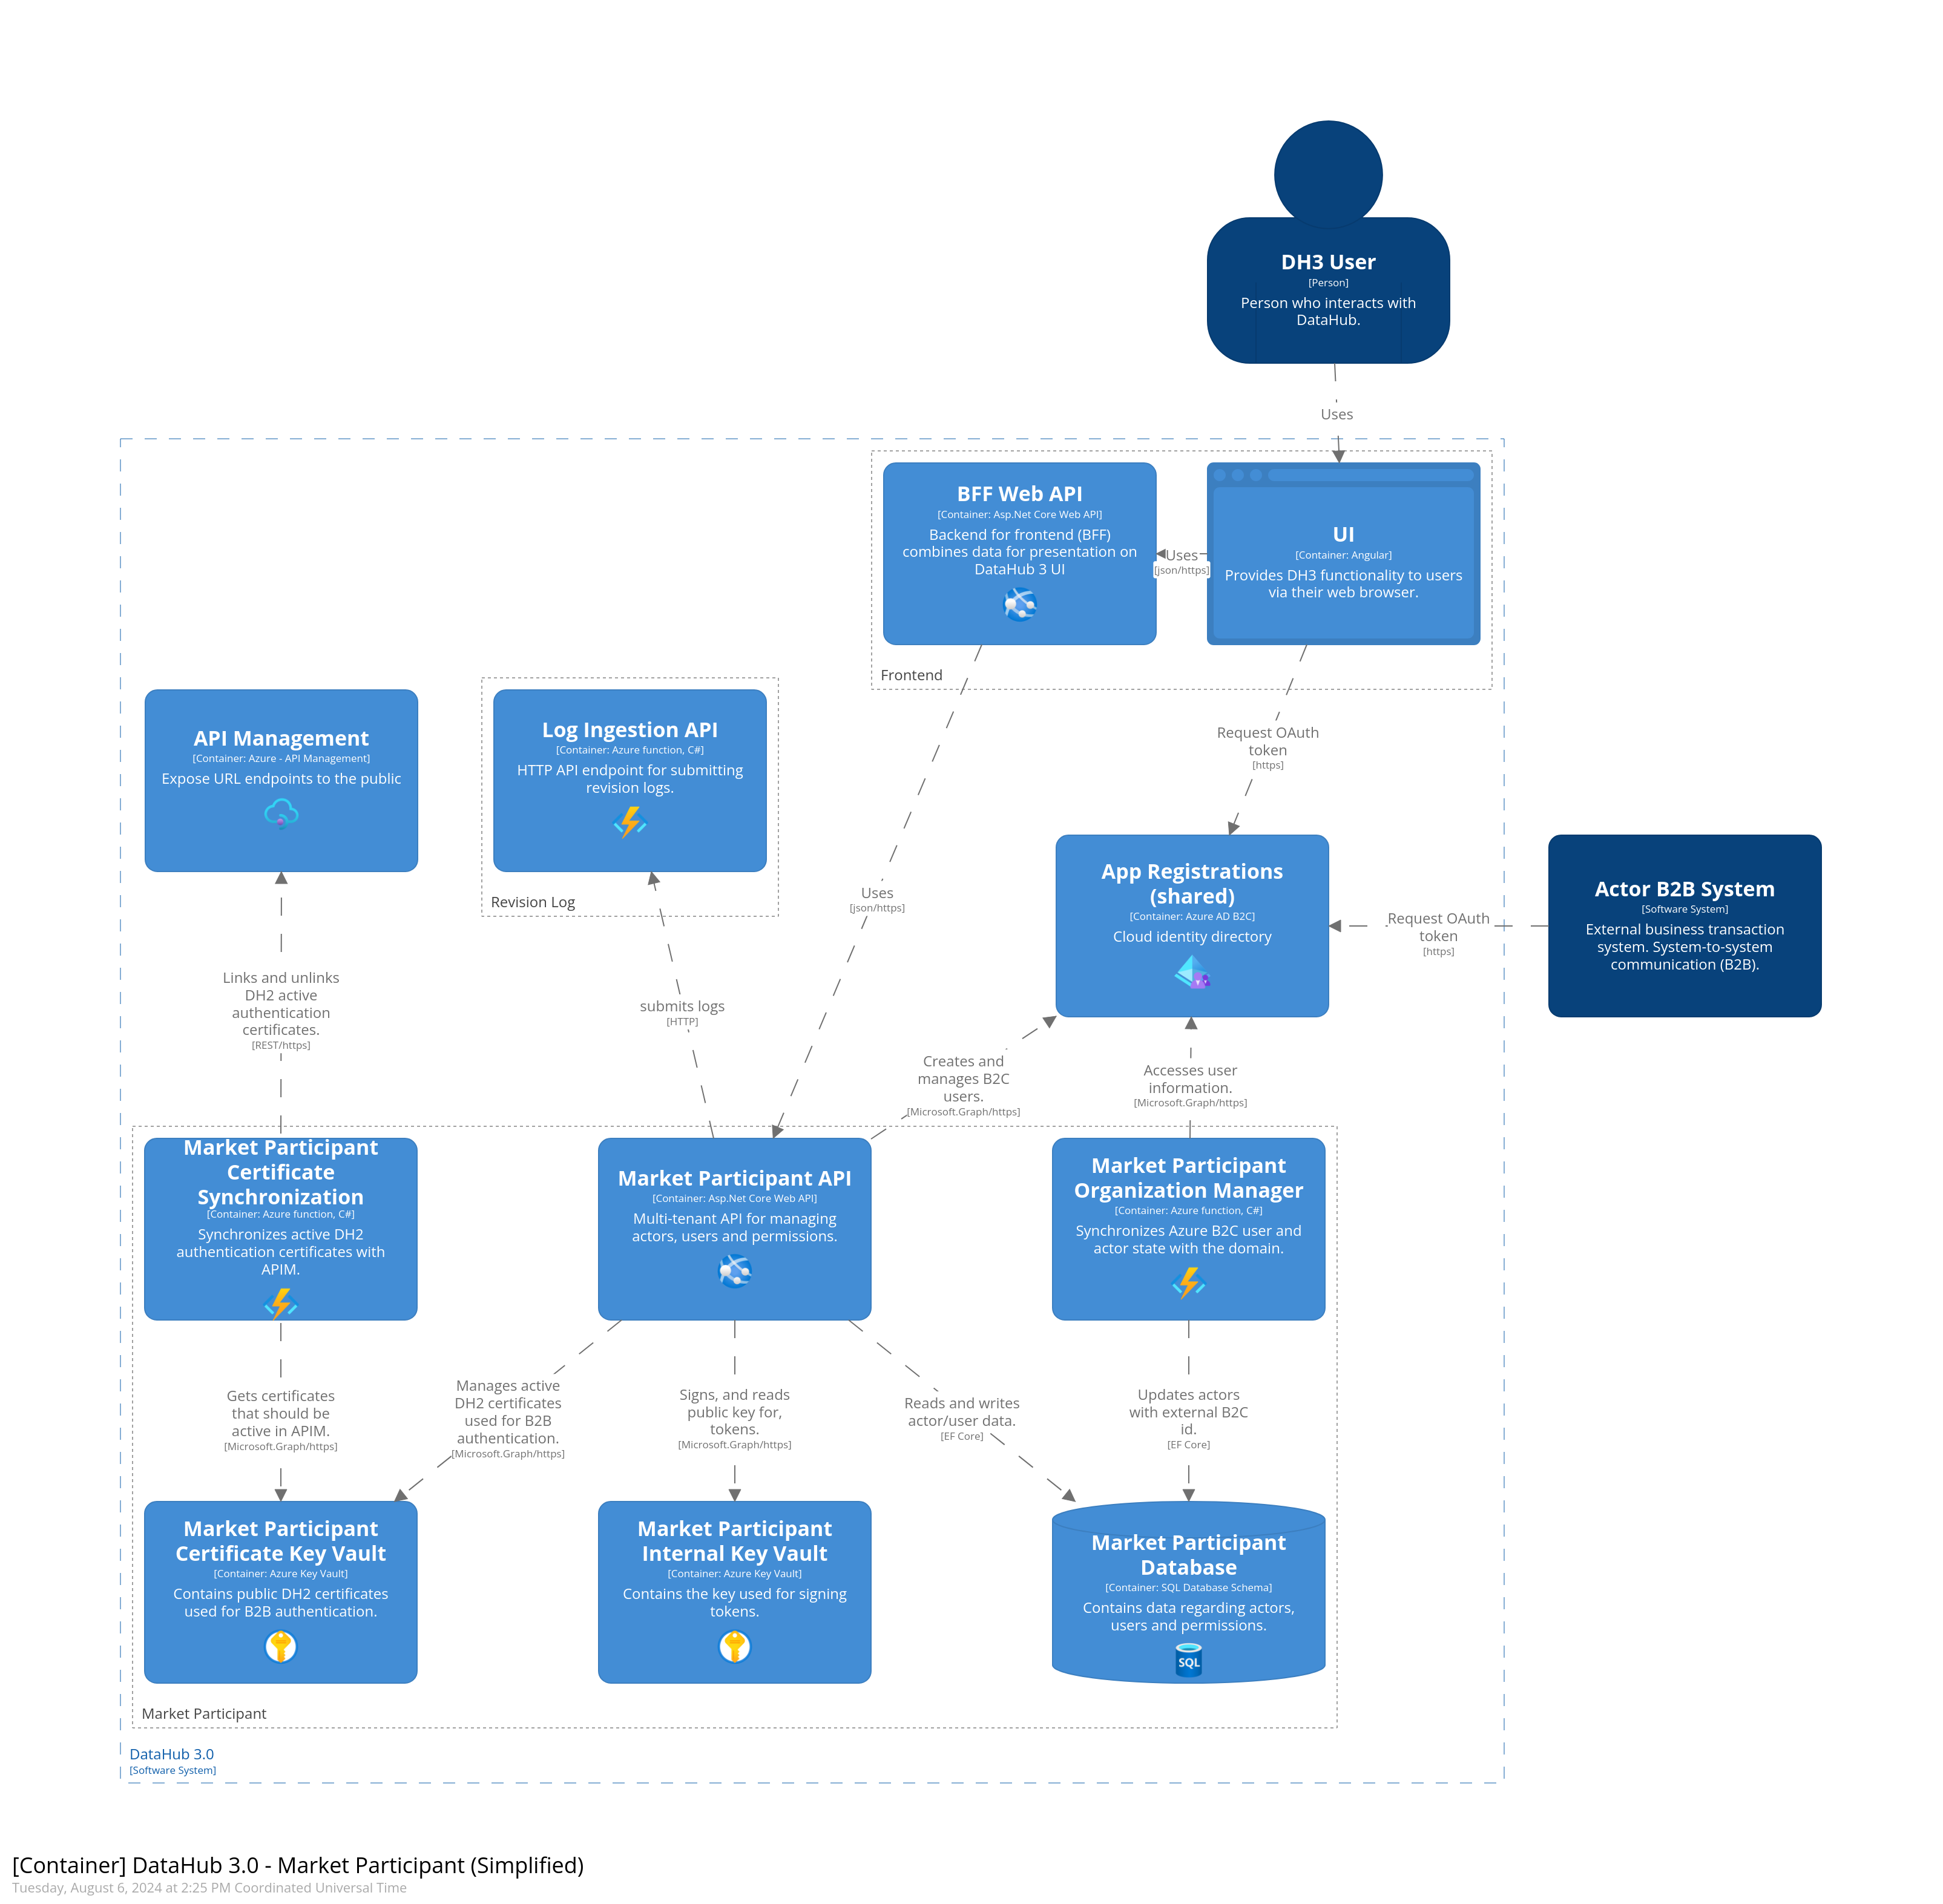 DH3 User
[Person]
Person who interacts with
DataHub.
Uses
BFF Web API
[Container: Asp.Net Core Web API]
Backend for frontend (BFF)
combines data for presentation on
DataHub 3 UI
Uses
[json/https]
UI
[Container: Angular]
Provides DH3 functionality to users
via their web browser.
Frontend
API Management
[Container: Azure - API Management]
Expose URL endpoints to the public
Log Ingestion API
[Container: Azure function, C#]
HTTP API endpoint for submitting
revision logs.
Revision Log
Request OAuth
token
[https]
Uses
[json/https]
App Registrations
(shared)
[Container: Azure AD B2C]
Cloud identity directory
Request OAuth
token
[https]
Actor B2B System
[Software System]
External business transaction
system. System-to-system
communication (B2B).
Links and unlinks
DH2 active
authentication
certificates.
[REST/https]
submits logs
[HTTP]
Creates and
manages B2C
users.
[Microsoft.Graph/https]
Accesses user
information.
[Microsoft.Graph/https]
Market Participant
Certificate
Synchronization
[Container: Azure function, C#]
Synchronizes active DH2
authentication certificates with
APIM.
Market Participant API
[Container: Asp.Net Core Web API]
Multi-tenant API for managing
actors, users and permissions.
Market Participant
Organization Manager
[Container: Azure function, C#]
Synchronizes Azure B2C user and
actor state with the domain.
Gets certificates
that should be
active in APIM.
[Microsoft.Graph/https]
Manages active
DH2 certificates
used for B2B
authentication.
[Microsoft.Graph/https]
Signs, and reads
public key for,
tokens.
[Microsoft.Graph/https]
Reads and writes
actor/user data.
[EF Core]
Updates actors
with external B2C
id.
[EF Core]
Market Participant
Certificate Key Vault
[Container: Azure Key Vault]
Contains public DH2 certificates
used for B2B authentication.
Market Participant
Internal Key Vault
[Container: Azure Key Vault]
Contains the key used for signing
tokens.
Market Participant
Database
[Container: SQL Database Schema]
Contains data regarding actors,
users and permissions.
SQL
Market Participant
DataHub 3.0
[Software System]
[Container] DataHub 3.0 - Market Participant (Simplified)
Tuesday, August 6, 2024 at 2:25 PM Coordinated Universal Time